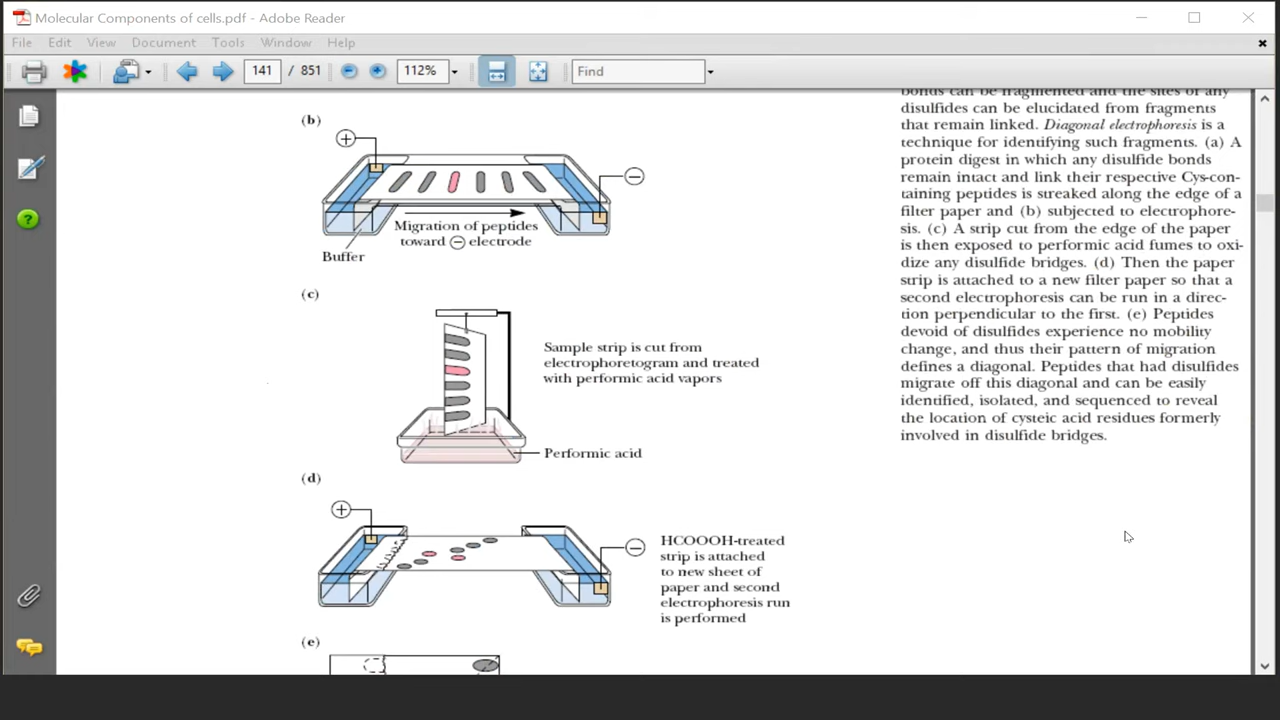 Molecular Components of cells.pdf - Adobe Reader
File Edit View Document Tools Window Help
141 / 851 112% Find
(b)
+
−
Migration of peptides
toward − electrode
Buffer
(c)
Sample strip is cut from
electrophoretogram and treated
with performic acid vapors
Performic acid
(d)
+
−
HCOOOH-treated
strip is attached
to new sheet of
paper and second
electrophoresis run
is performed
(e)
bonds can be fragmented and the sites of any
disulfides can be elucidated from fragments
that remain linked. Diagonal electrophoresis is a
technique for identifying such fragments. (a) A
protein digest in which any disulfide bonds
remain intact and link their respective Cys-con-
taining peptides is streaked along the edge of a
filter paper and (b) subjected to electrophore-
sis. (c) A strip cut from the edge of the paper
is then exposed to performic acid fumes to oxi-
dize any disulfide bridges. (d) Then the paper
strip is attached to a new filter paper so that a
second electrophoresis can be run in a direc-
tion perpendicular to the first. (e) Peptides
devoid of disulfides experience no mobility
change, and thus their pattern of migration
defines a diagonal. Peptides that had disulfides
migrate off this diagonal and can be easily
identified, isolated, and sequenced to reveal
the location of cysteic acid residues formerly
involved in disulfide bridges.